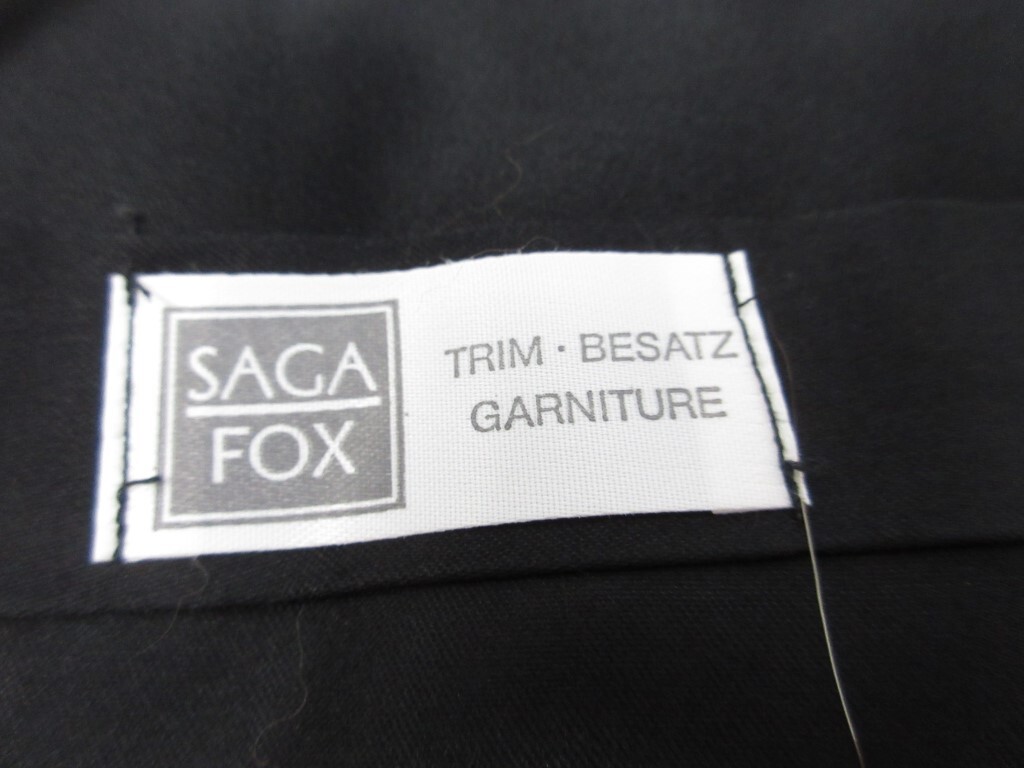 SAGA
FOX
TRIM · BESATZ
GARNITURE